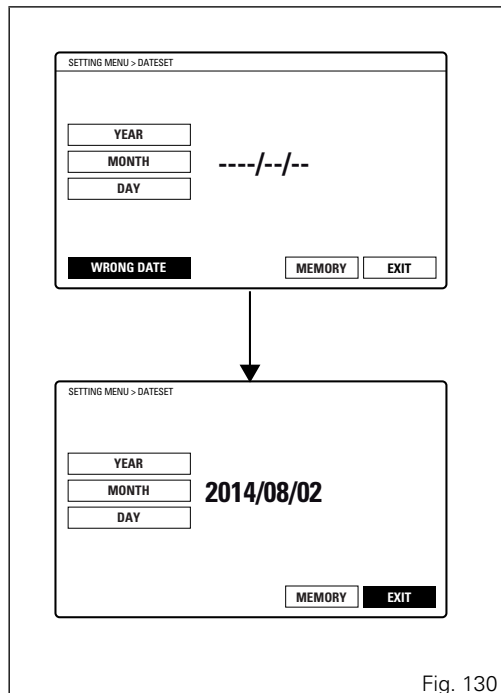 SETTING MENU > DATESET
YEAR
MONTH
----/--/--
DAY
WRONG DATE
MEMORY
EXIT
SETTING MENU > DATESET
YEAR
MONTH
2014/08/02
DAY
MEMORY
EXIT
Fig. 130